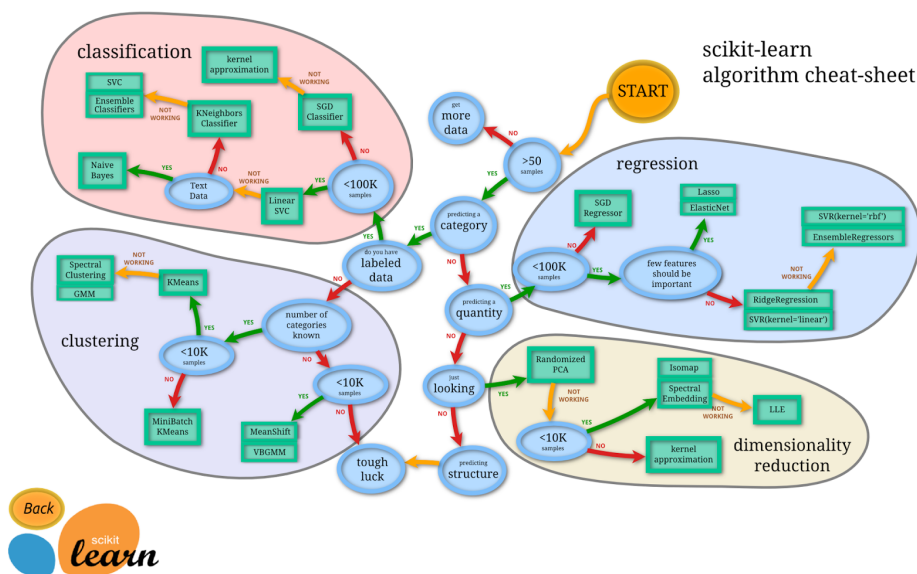 classification
scikit-learn
algorithm cheat-sheet
START
kernel
approximation
NOT
WORKING
SVC
Ensemble
Classifiers
NOT
WORKING
KNeighbors
Classifier
SGD
Classifier
get
more
data
NO
>50
samples
Naive
Bayes
YES
Text
Data
NO
NOT
WORKING
Linear
SVC
YES
<100K
samples
NO
YES
predicting a
category
YES
YES
do you have
labeled
data
NO
NO
regression
SGD
Regressor
Lasso
ElasticNet
SVR(kernel='rbf')
EnsembleRegressors
NO
YES
<100K
samples
YES
few features
should be
important
NOT
WORKING
NO
RidgeRegression
SVR(kernel='linear')
predicting a
quantity
YES
NO
clustering
Spectral
Clustering
GMM
NOT
WORKING
KMeans
YES
<10K
samples
YES
number of
categories
known
NO
NO
<10K
samples
MiniBatch
KMeans
YES
NO
MeanShift
VBGMM
just
looking
YES
NO
tough
luck
predicting
structure
dimensionality
reduction
Randomized
PCA
NOT
WORKING
<10K
samples
YES
NO
Isomap
Spectral
Embedding
NOT
WORKING
LLE
kernel
approximation
Back
scikit
learn